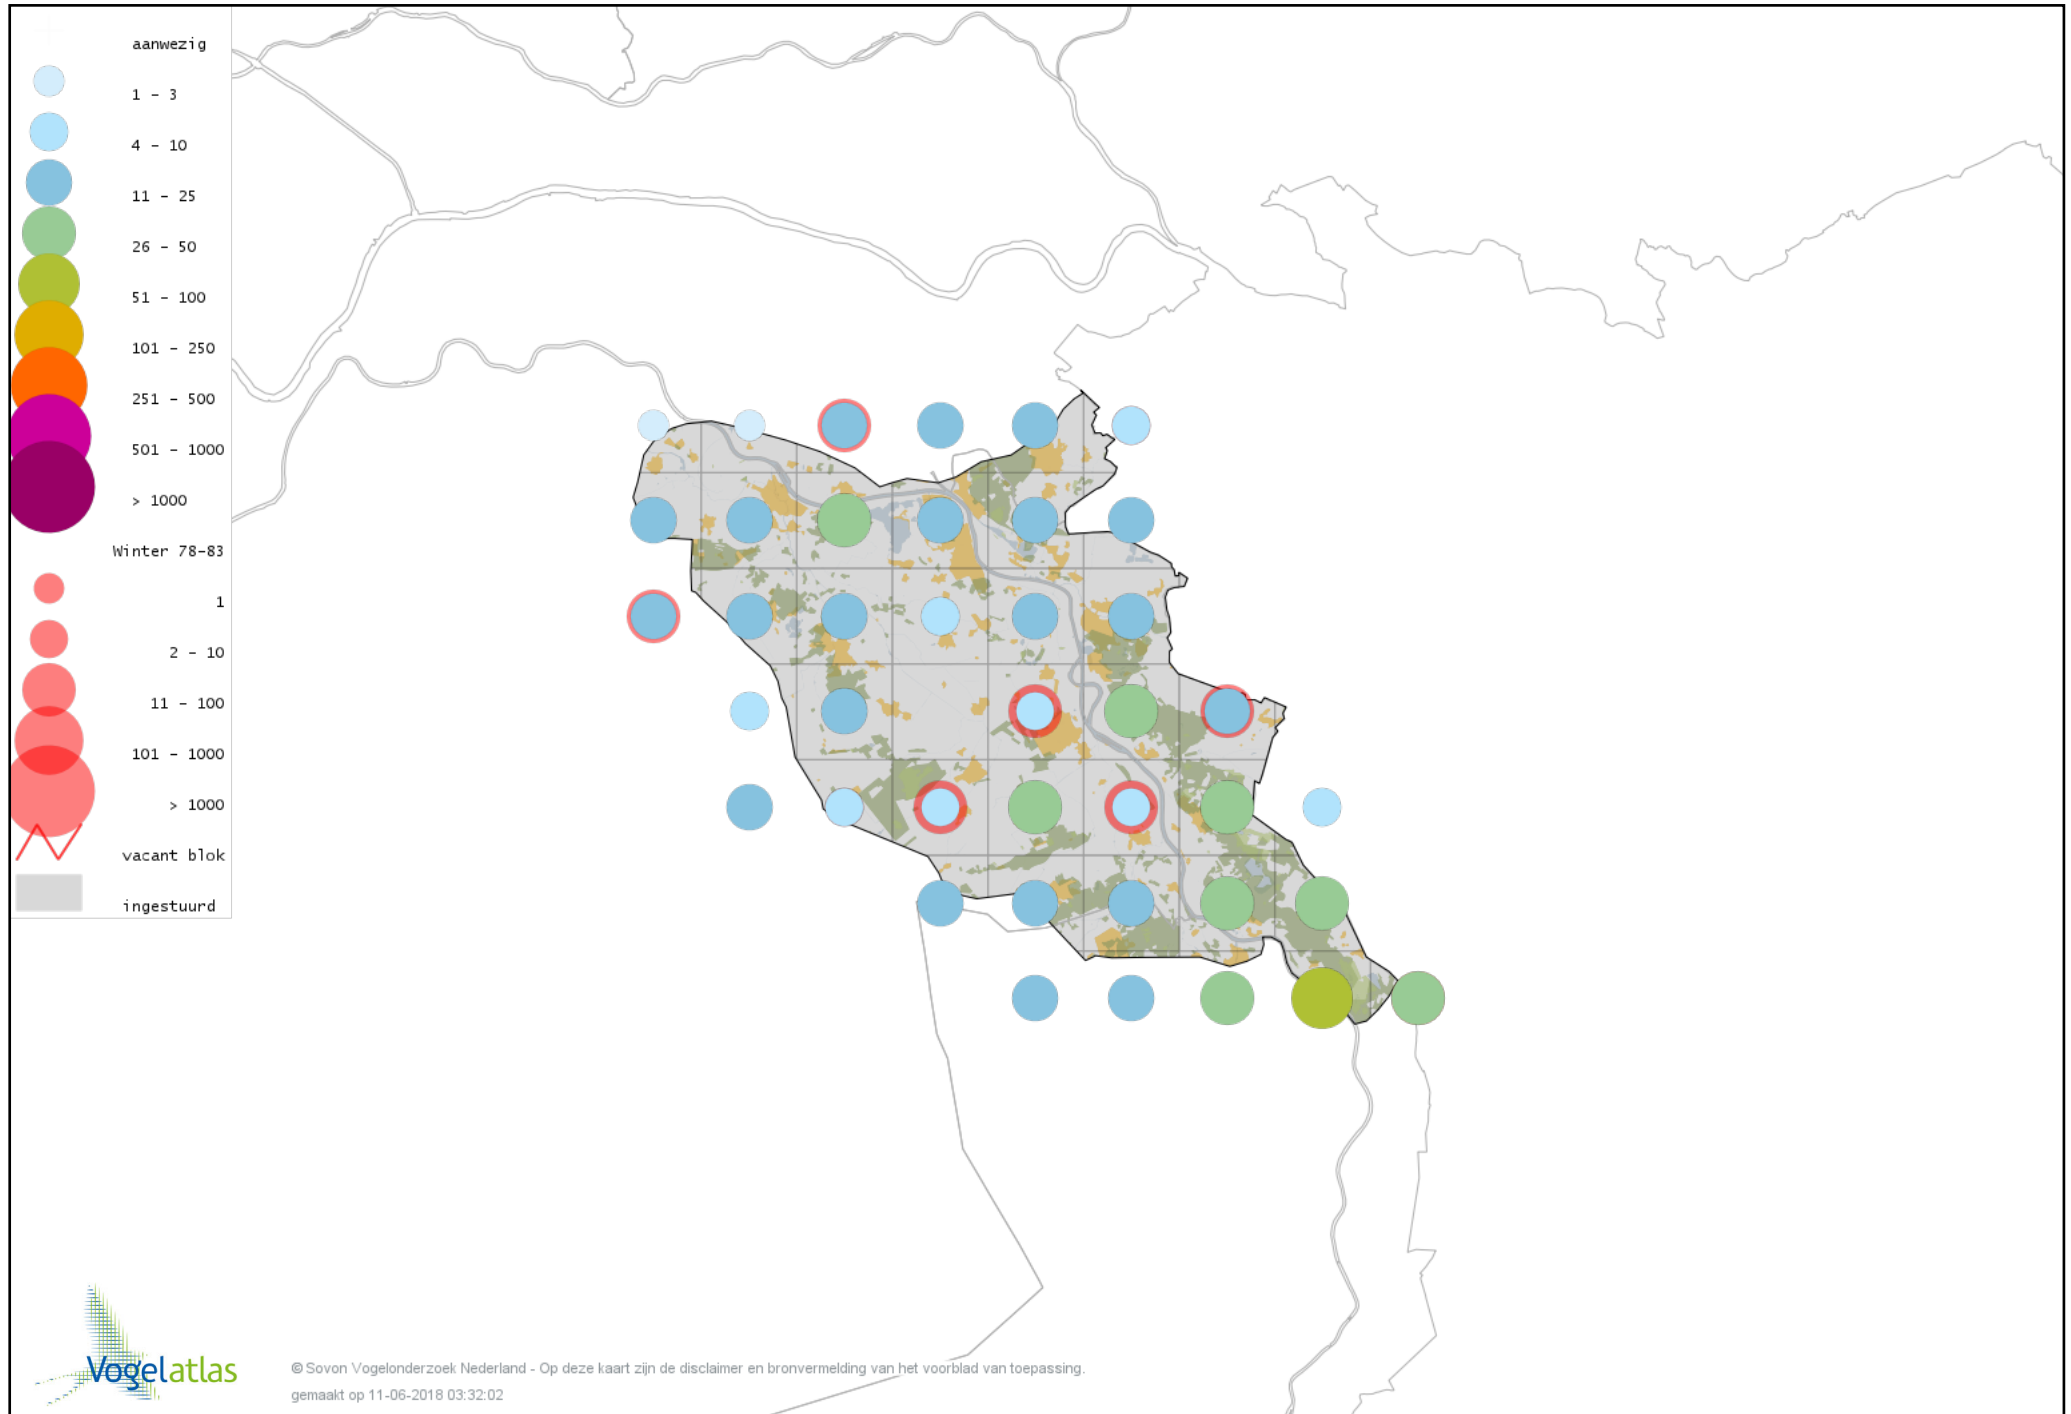 aanwezig
1 - 3
4 - 10
11 - 25
26 - 50
51 - 100
101 - 250
251 - 500
501 - 1000
> 1000
Winter 78-83
1
2 - 10
11 - 100
101 - 1000
> 1000
vacant blok
ingestuurd
Vogelatlas
© Sovon Vogelonderzoek Nederland - Op deze kaart zijn de disclaimer en bronvermelding van het voorblad van toepassing.
gemaakt op 11-06-2018 03:32:02